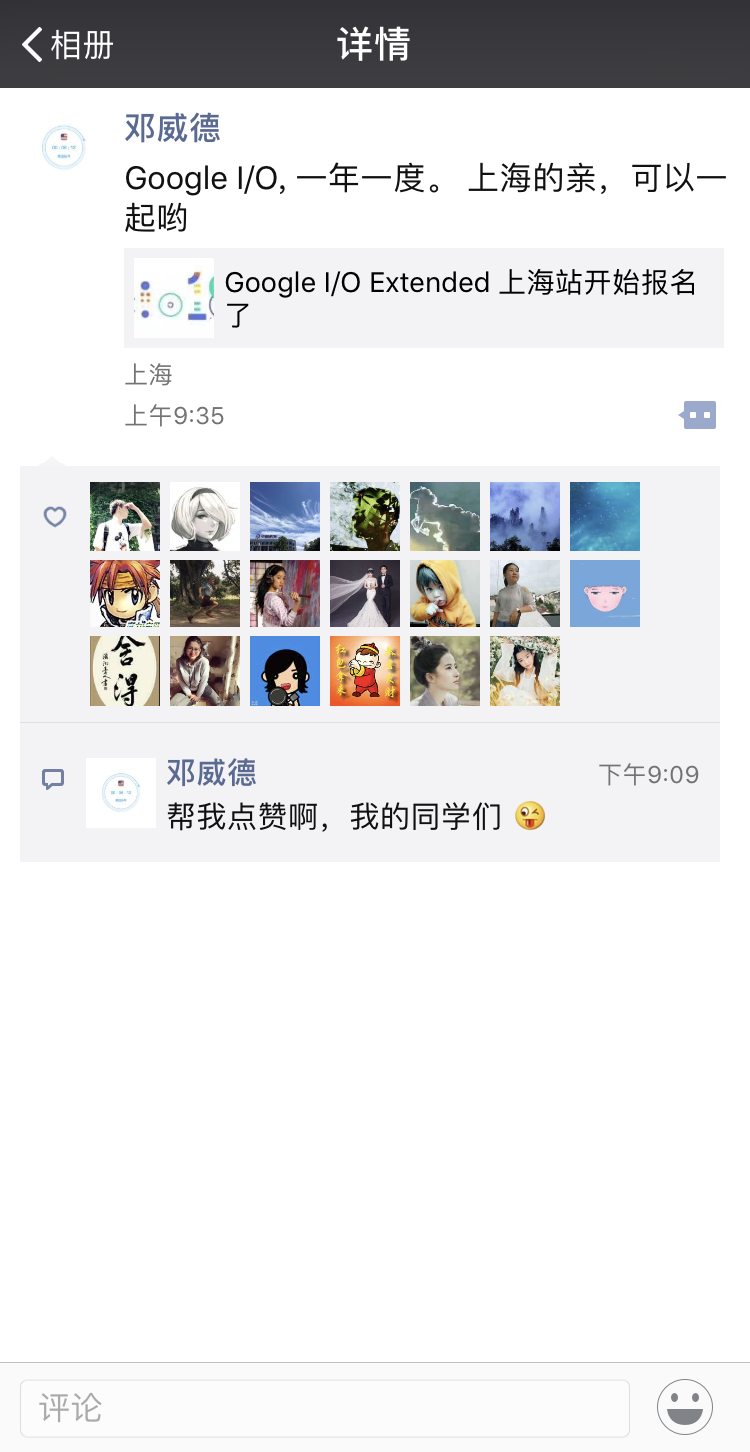 相册
详情
邓威德
Google I/O, 一年一度。 上海的亲，可以一
起哟
Google I/O Extended 上海站开始报名
了
上海
上午9:35
舍得
邓威德
下午9:09
帮我点赞啊，我的同学们 😜
评论